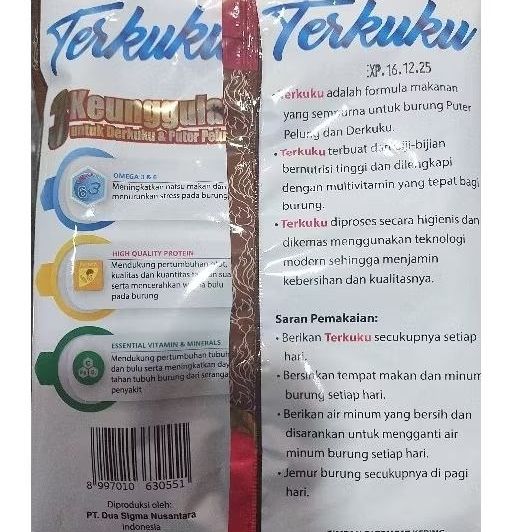 Terkuku
3 Keunggulan
untuk Derkuku & Puter Pelung
OMEGA 3 & 6
Meningkatkan nafsu makan dan
menurunkan stress pada burung
HIGH QUALITY PROTEIN
Mendukung pertumbuhan otot,
kualitas dan kuantitas
serta mencerahkan warna bulu
pada burung
ESSENTIAL VITAMIN & MINERALS
Mendukung pertumbuhan tubuh
dan bulu serta meningkatkan daya
tahan tubuh burung dari serangan
penyakit
8 997010 630551
Diproduksi oleh:
PT. Dua Sigma Nusantara
Indonesia
Terkuku
EXP. 16.12.25
• Terkuku adalah formula makanan
yang sempurna untuk burung Puter
Pelung dan Derkuku.
• Terkuku terbuat dari biji-bijian
bernutrisi tinggi dan dilengkapi
dengan multivitamin yang tepat bagi
burung.
• Terkuku diproses secara higienis dan
dikemas menggunakan teknologi
modern sehingga menjamin
kebersihan dan kualitasnya.
Saran Pemakaian:
• Berikan Terkuku secukupnya setiap
hari.
• Bersihkan tempat makan dan minum
burung setiap hari.
• Berikan air minum yang bersih dan
disarankan untuk mengganti air
minum burung setiap hari.
• Jemur burung secukupnya di pagi
hari.